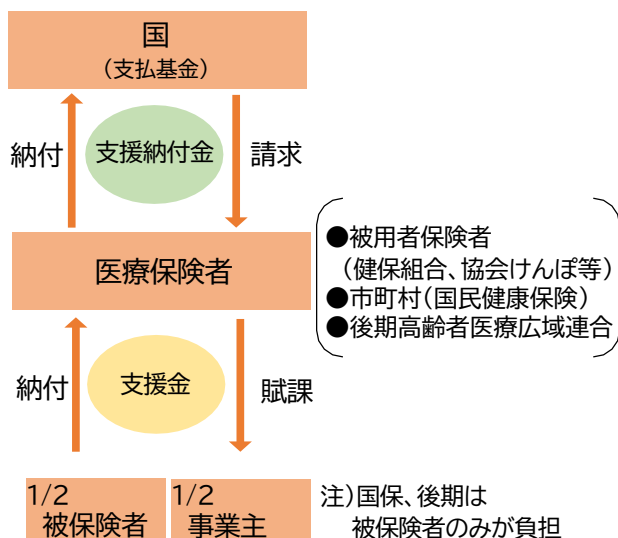 国
(支払基金)
納付
支援納付金
請求
医療保険者
●被用者保険者
(健保組合、協会けんぽ等)
●市町村(国民健康保険)
●後期高齢者医療広域連合
納付
支援金
賦課
1/2
被保険者
1/2
事業主
注)国保、後期は
被保険者のみが負担